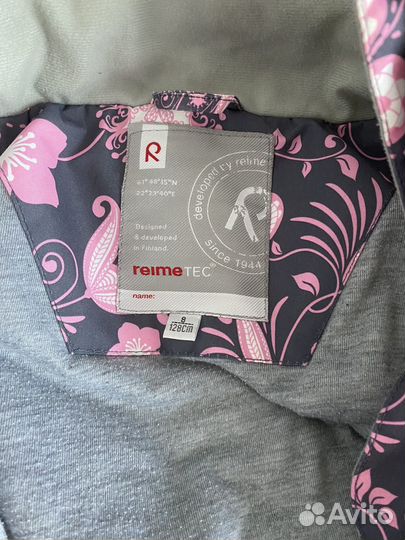 R
61°48'15"N
22°23'40"E
developed by reima
since 1944
Designed
& developed
in Finland.
reimaTEC®
name:
8
128cm
Avito